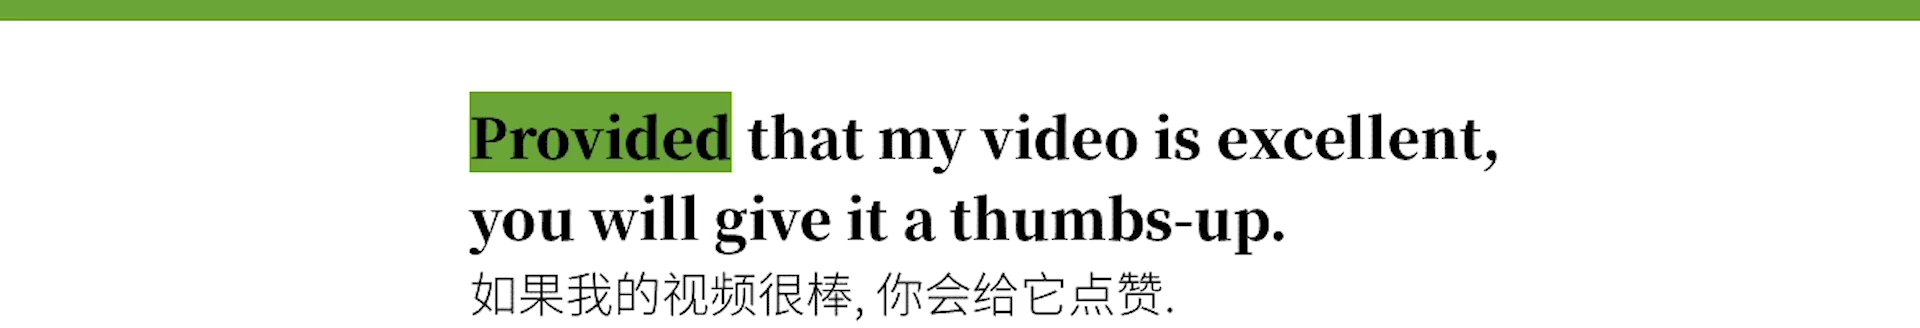 Provided that my video is excellent,
you will give it a thumbs-up.
如果我的视频很棒, 你会给它点赞.